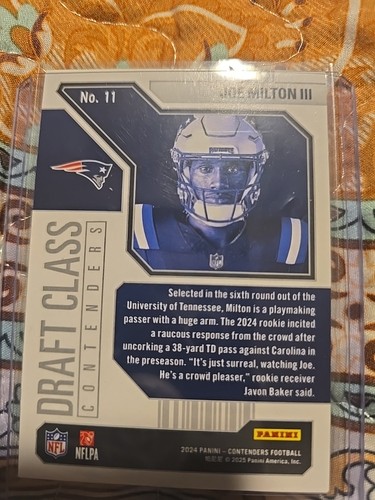 No. 11
JOE MILTON III
DRAFT CLASS
CONTENDERS
Selected in the sixth round out of the
University of Tennessee, Milton is a playmaking
passer with a huge arm. The 2024 rookie incited
a raucous response from the crowd after
uncorking a 38-yard TD pass against Carolina in
the preseason. “It’s just surreal, watching Joe.
He’s a crowd pleaser,” rookie receiver
Javon Baker said.
NFL
NFLPA
PANINI
2024 PANINI – CONTENDERS FOOTBALL
© 2025 Panini America, Inc.